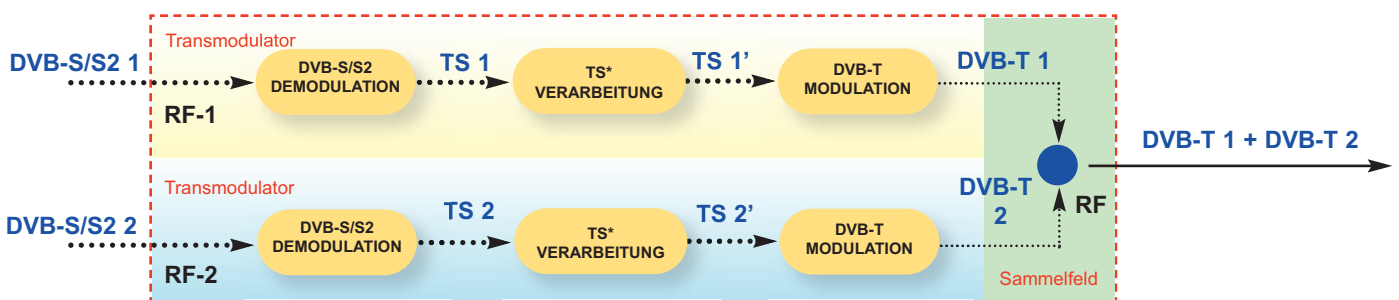 Transmodulator
DVB-S/S2 1
RF-1
DVB-S/S2
DEMODULATION
TS 1
TS*
VERARBEITUNG
TS 1’
DVB-T
MODULATION
DVB-T 1
DVB-T 1 + DVB-T 2
Transmodulator
DVB-S/S2 2
RF-2
DVB-S/S2
DEMODULATION
TS 2
TS*
VERARBEITUNG
TS 2’
DVB-T
MODULATION
DVB-T
2
RF
Sammelfeld